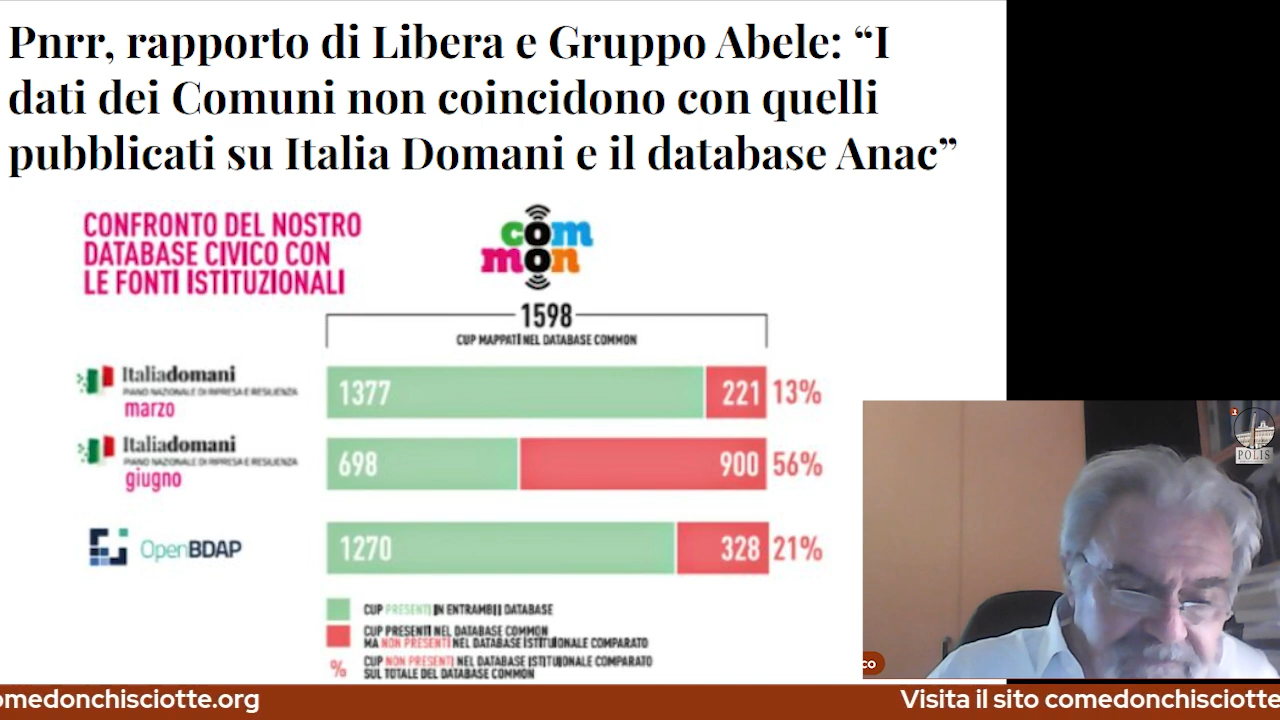 Pnrr, rapporto di Libera e Gruppo Abele: “I
dati dei Comuni non coincidono con quelli
pubblicati su Italia Domani e il database Anac”
CONFRONTO DEL NOSTRO
DATABASE CIVICO CON
LE FONTI ISTITUZIONALI
com
mon
1598
CUP MAPPATI NEL DATABASE COMMON
Italiadomani
PIANO NAZIONALE DI RIPRESA E RESILIENZA
marzo
1377
221
13%
Italiadomani
PIANO NAZIONALE DI RIPRESA E RESILIENZA
giugno
698
900
56%
OpenBDAP
1270
328
21%
CUP PRESENTI IN ENTRAMBI I DATABASE
CUP PRESENTI NEL DATABASE COMMON
MA NON PRESENTI NEL DATABASE ISTITUIONALE COMPARATO
%
CUP NON PRESENTI NEL DATABASE ISTITUIONALE COMPARATO
SUL TOTALE DEL DATABASE COMMON
POLIS
co
omedonchisciotte.org
Visita il sito comedonchisciotte